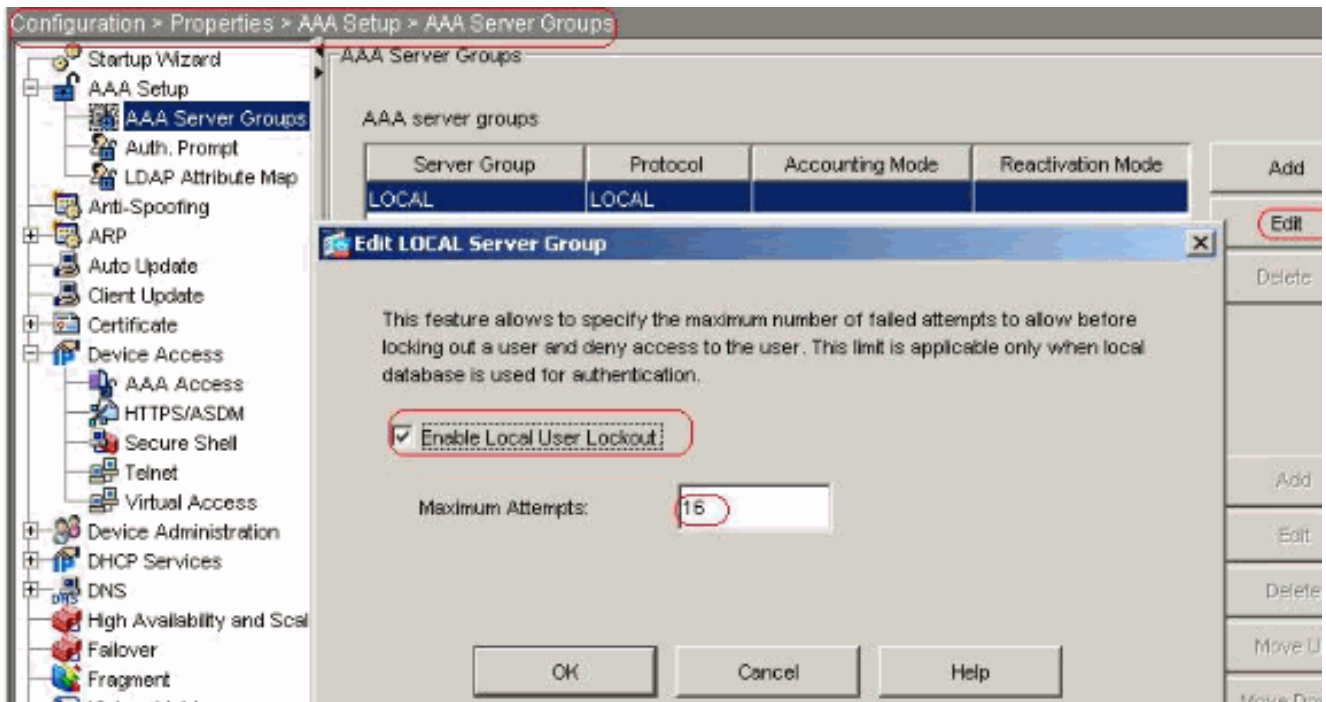 Configuration > Properties > AAA Setup > AAA Server Groups
Startup Wizard
AAA Setup
AAA Server Groups
Auth. Prompt
LDAP Attribute Map
Anti-Spoofing
ARP
Auto Update
Client Update
Certificate
Device Access
AAA Access
HTTPS/ASDM
Secure Shell
Telnet
Virtual Access
Device Administration
DHCP Services
DNS
High Availability and Scal
Failover
Fragment
AAA Server Groups
AAA server groups
Server Group Protocol Accounting Mode Reactivation Mode
LOCAL LOCAL
Add
Edit
Delete
Edit LOCAL Server Group
This feature allows to specify the maximum number of failed attempts to allow before
locking out a user and deny access to the user. This limit is applicable only when local
database is used for authentication.
Enable Local User Lockout
Maximum Attempts: 16
OK Cancel Help
Add
Edit
Delete
Move U